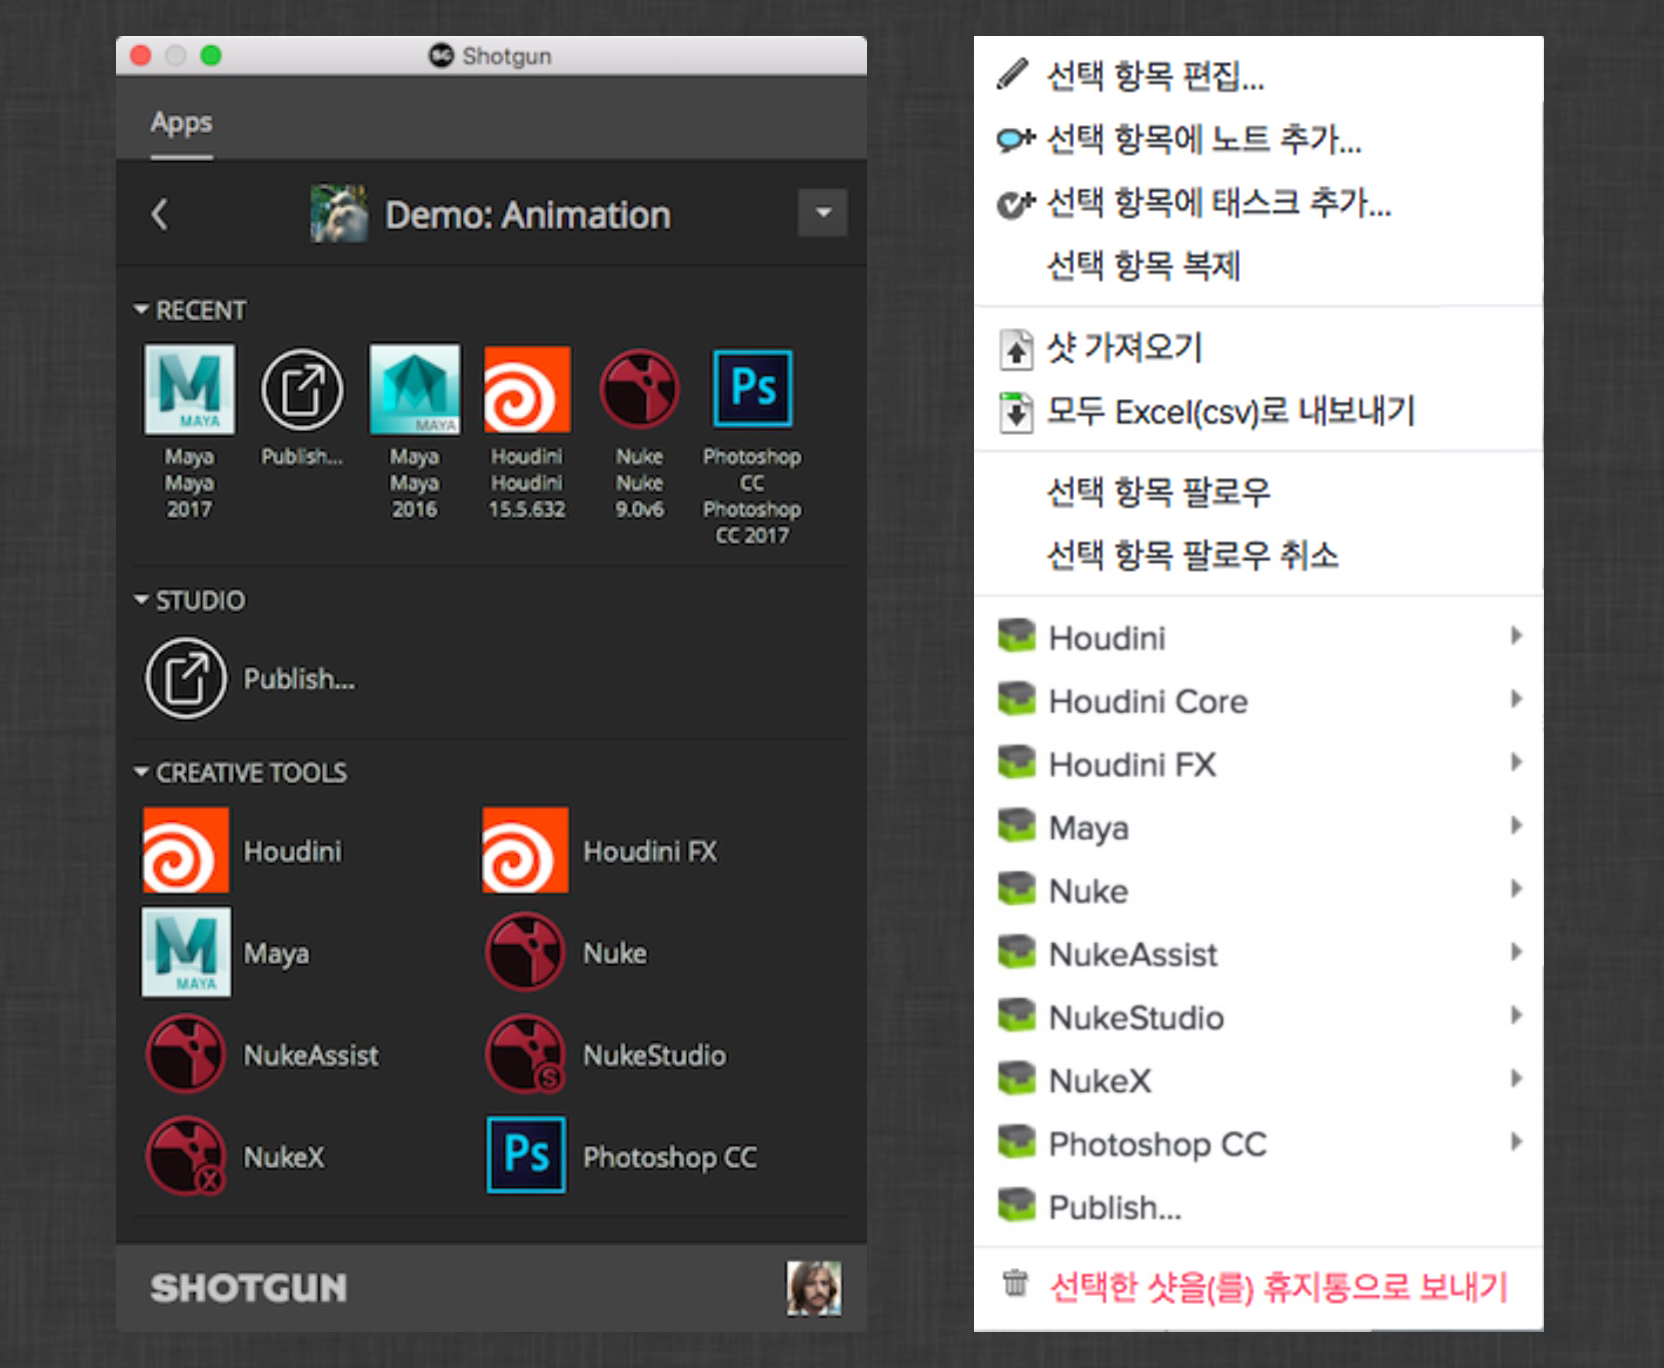 Shotgun
Apps
Demo: Animation
RECENT
MAYA
MAYA
Ps
Maya
Maya
2017
Publish...
Maya
Maya
2016
Houdini
Houdini
15.5.632
Nuke
Nuke
9.0v6
Photoshop
CC
Photoshop
CC 2017
STUDIO
Publish...
CREATIVE TOOLS
Houdini
Houdini FX
MAYA
Maya
Nuke
NukeAssist
S
NukeStudio
X
NukeX
Ps
Photoshop CC
SHOTGUN
선택 항목 편집...
선택 항목에 노트 추가...
선택 항목에 태스크 추가...
선택 항목 복제
샷 가져오기
모두 Excel(csv)로 내보내기
선택 항목 팔로우
선택 항목 팔로우 취소
Houdini
Houdini Core
Houdini FX
Maya
Nuke
NukeAssist
NukeStudio
NukeX
Photoshop CC
Publish...
선택한 샷을(를) 휴지통으로 보내기